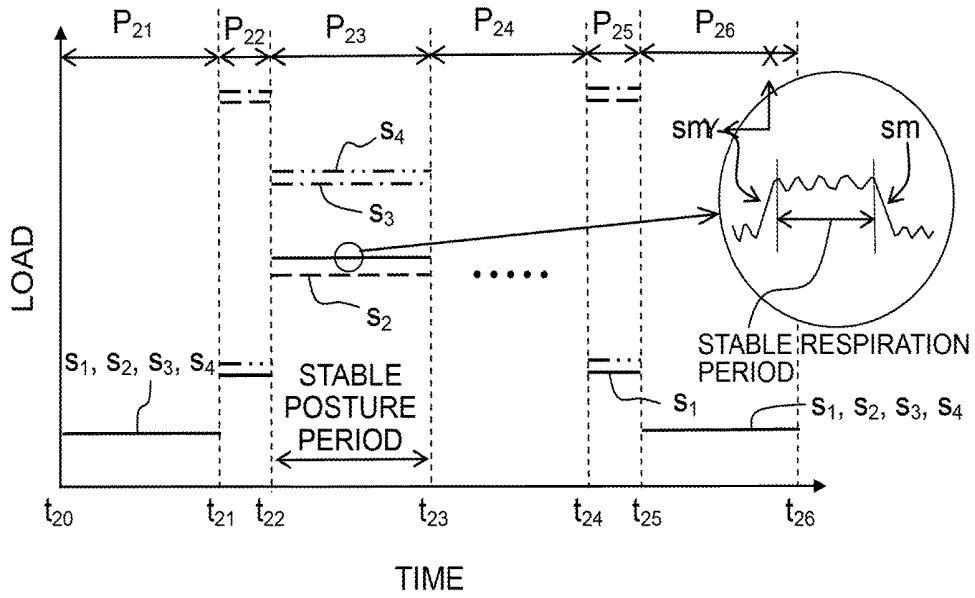 P₂₁ P₂₂ P₂₃ P₂₄ P₂₅ P₂₆
X
smY
sm
s₄
s₃
s₂
LOAD
STABLE RESPIRATION
PERIOD
s₁, s₂, s₃, s₄
STABLE
POSTURE
PERIOD
s₁
s₁, s₂, s₃, s₄
t₂₀ t₂₁ t₂₂ t₂₃ t₂₄ t₂₅ t₂₆
TIME